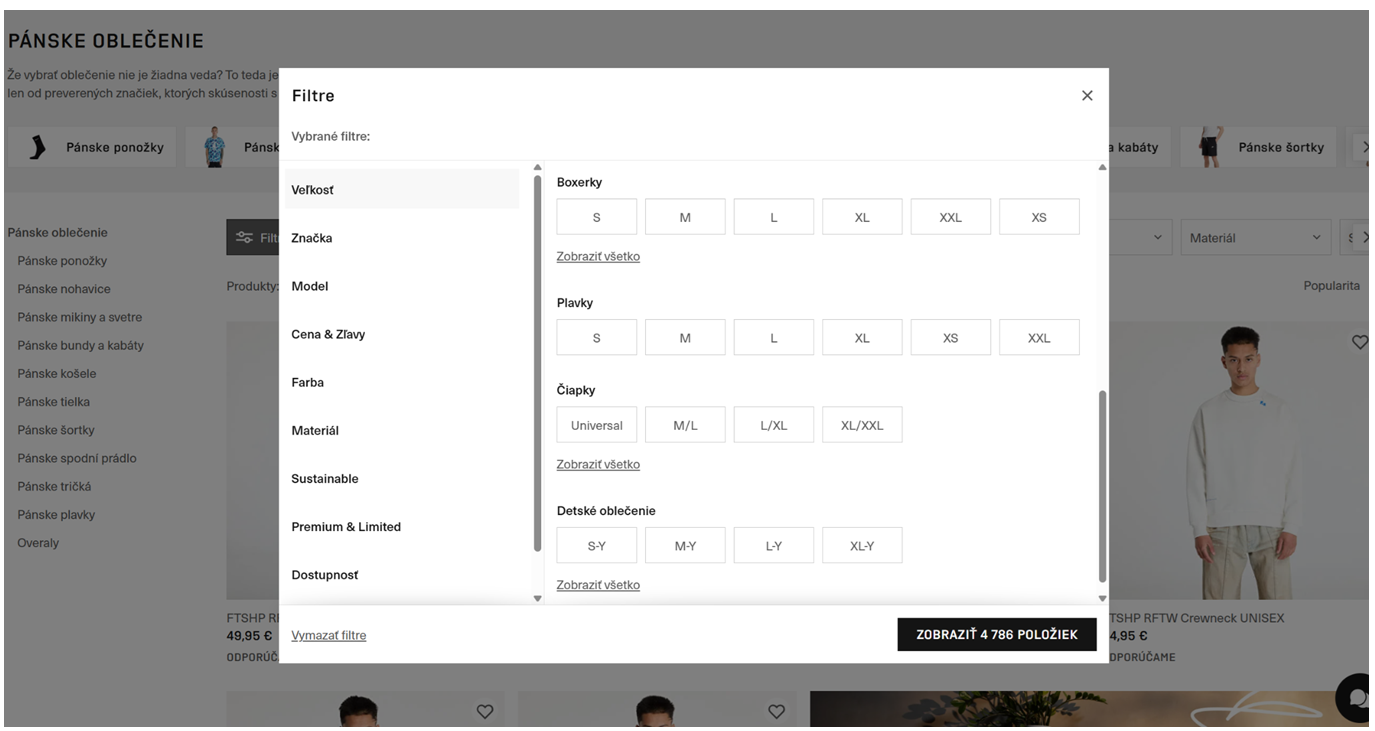 PÁNSKE OBLEČENIE
Že vybrať oblečenie nie je žiadna veda? To teda je
len od preverených značiek, ktorých skúsenosti s
Pánske ponožky
Pánsk
a kabáty
Pánske šortky
Pánske oblečenie
Pánske ponožky
Pánske nohavice
Pánske mikiny a svetre
Pánske bundy a kabáty
Pánske košele
Pánske tielka
Pánske šortky
Pánske spodní prádlo
Pánske tričká
Pánske plavky
Overaly
Filt
Materiál
Produkty:
Popularita
Filtre
Vybrané filtre:
Veľkosť
Značka
Model
Cena & Zľavy
Farba
Materiál
Sustainable
Premium & Limited
Dostupnosť
Boxerky
S M L XL XXL XS
Zobraziť všetko
Plavky
S M L XL XS XXL
Čiapky
Universal M/L L/XL XL/XXL
Zobraziť všetko
Detské oblečenie
S-Y M-Y L-Y XL-Y
Zobraziť všetko
Vymazať filtre
ZOBRAZIŤ 4 786 POLOŽIEK
FTSHP RF
49,95 €
ODPORÚČ
TSHP RFTW Crewneck UNISEX
4,95 €
DPORÚČAME